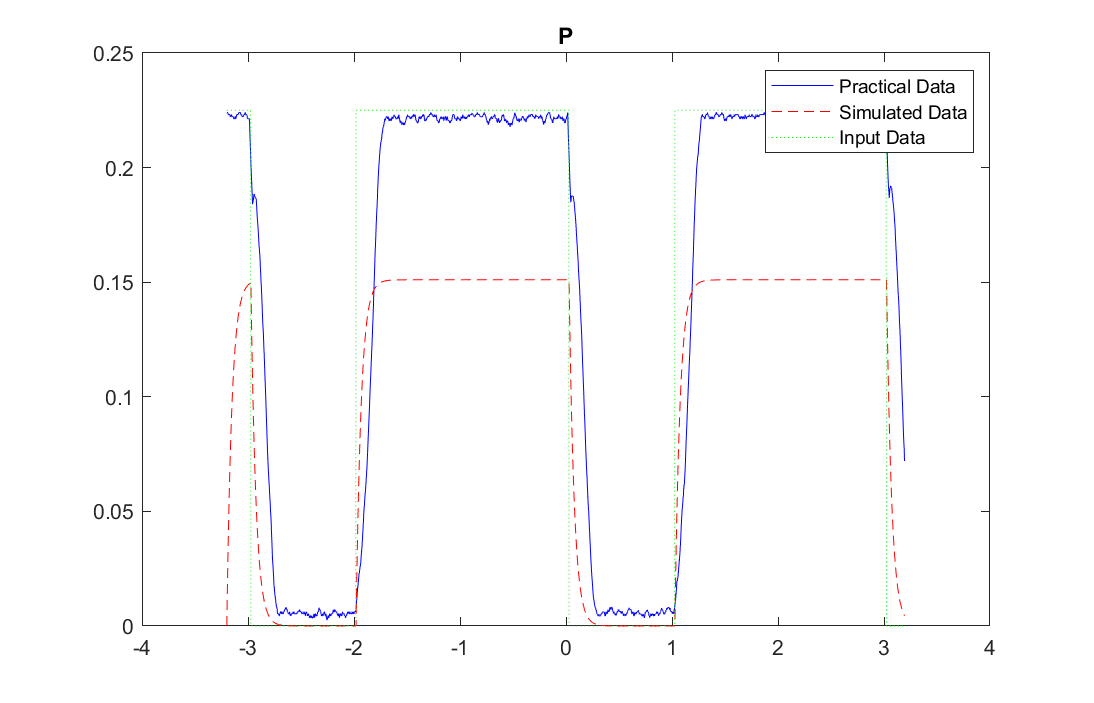 P
0.25
Practical Data
Simulated Data
Input Data
0.2
0.15
0.1
0.05
0
-4 -3 -2 -1 0 1 2 3 4